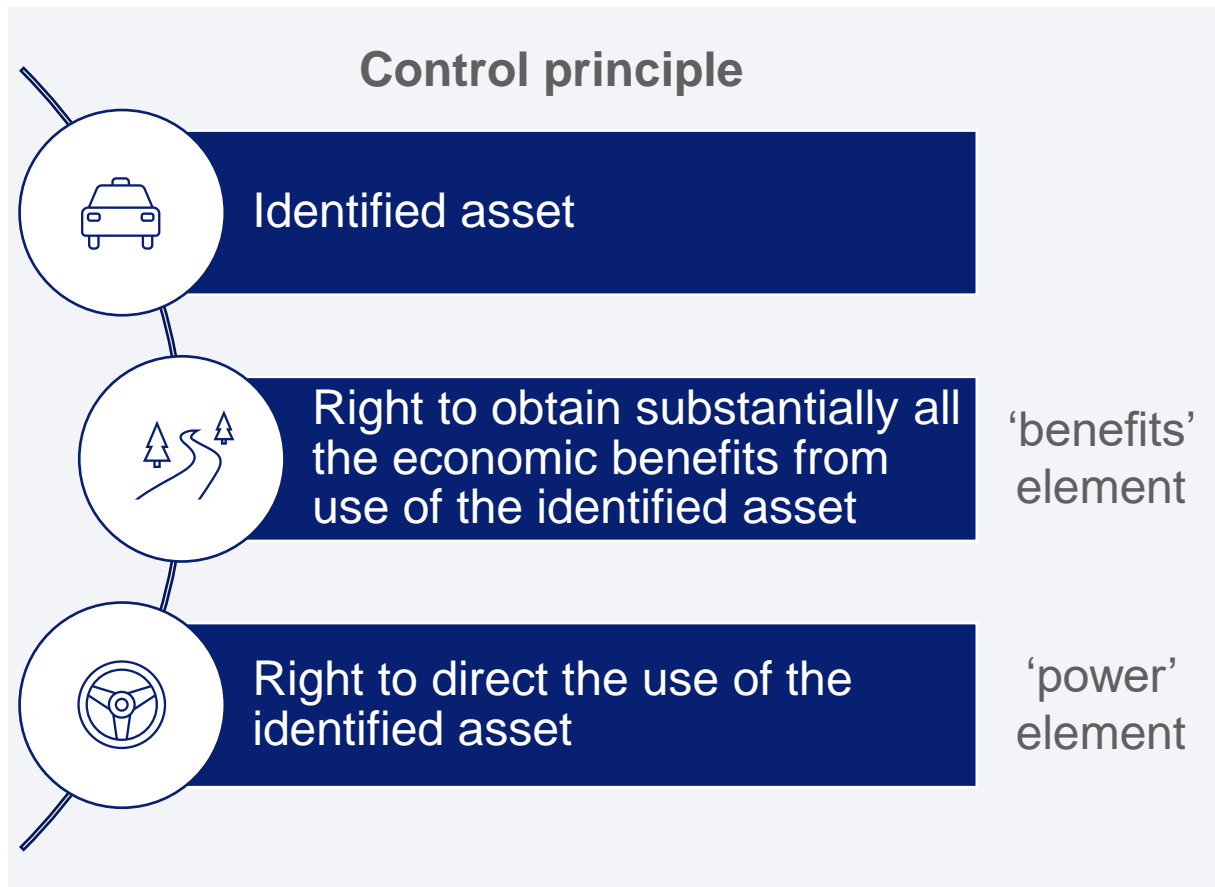 Control principle
Identified asset
Right to obtain substantially all
the economic benefits from
use of the identified asset
‘benefits’
element
Right to direct the use of the
identified asset
‘power’
element